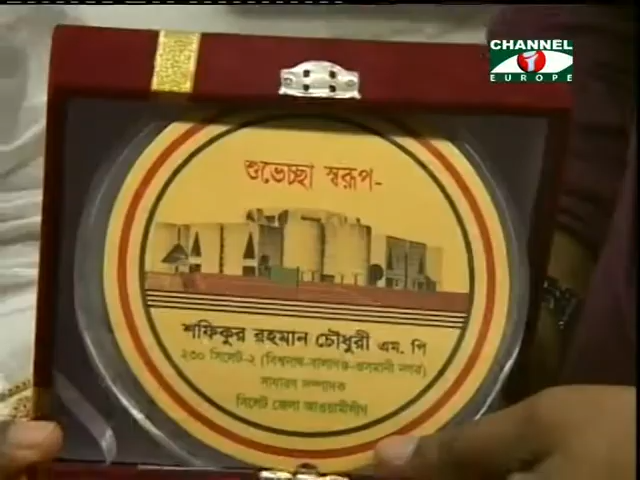 CHANNEL
i
EUROPE
শুভেচ্ছা স্বরূপ-
শফিকুর রহমান চৌধুরী এম. পি
২৩০ সিলেট-২ (বিশ্বনাথ-বালাগঞ্জ-ওসমানী নগর)
সাধারণ সম্পাদক
সিলেট জেলা আওয়ামীলীগ